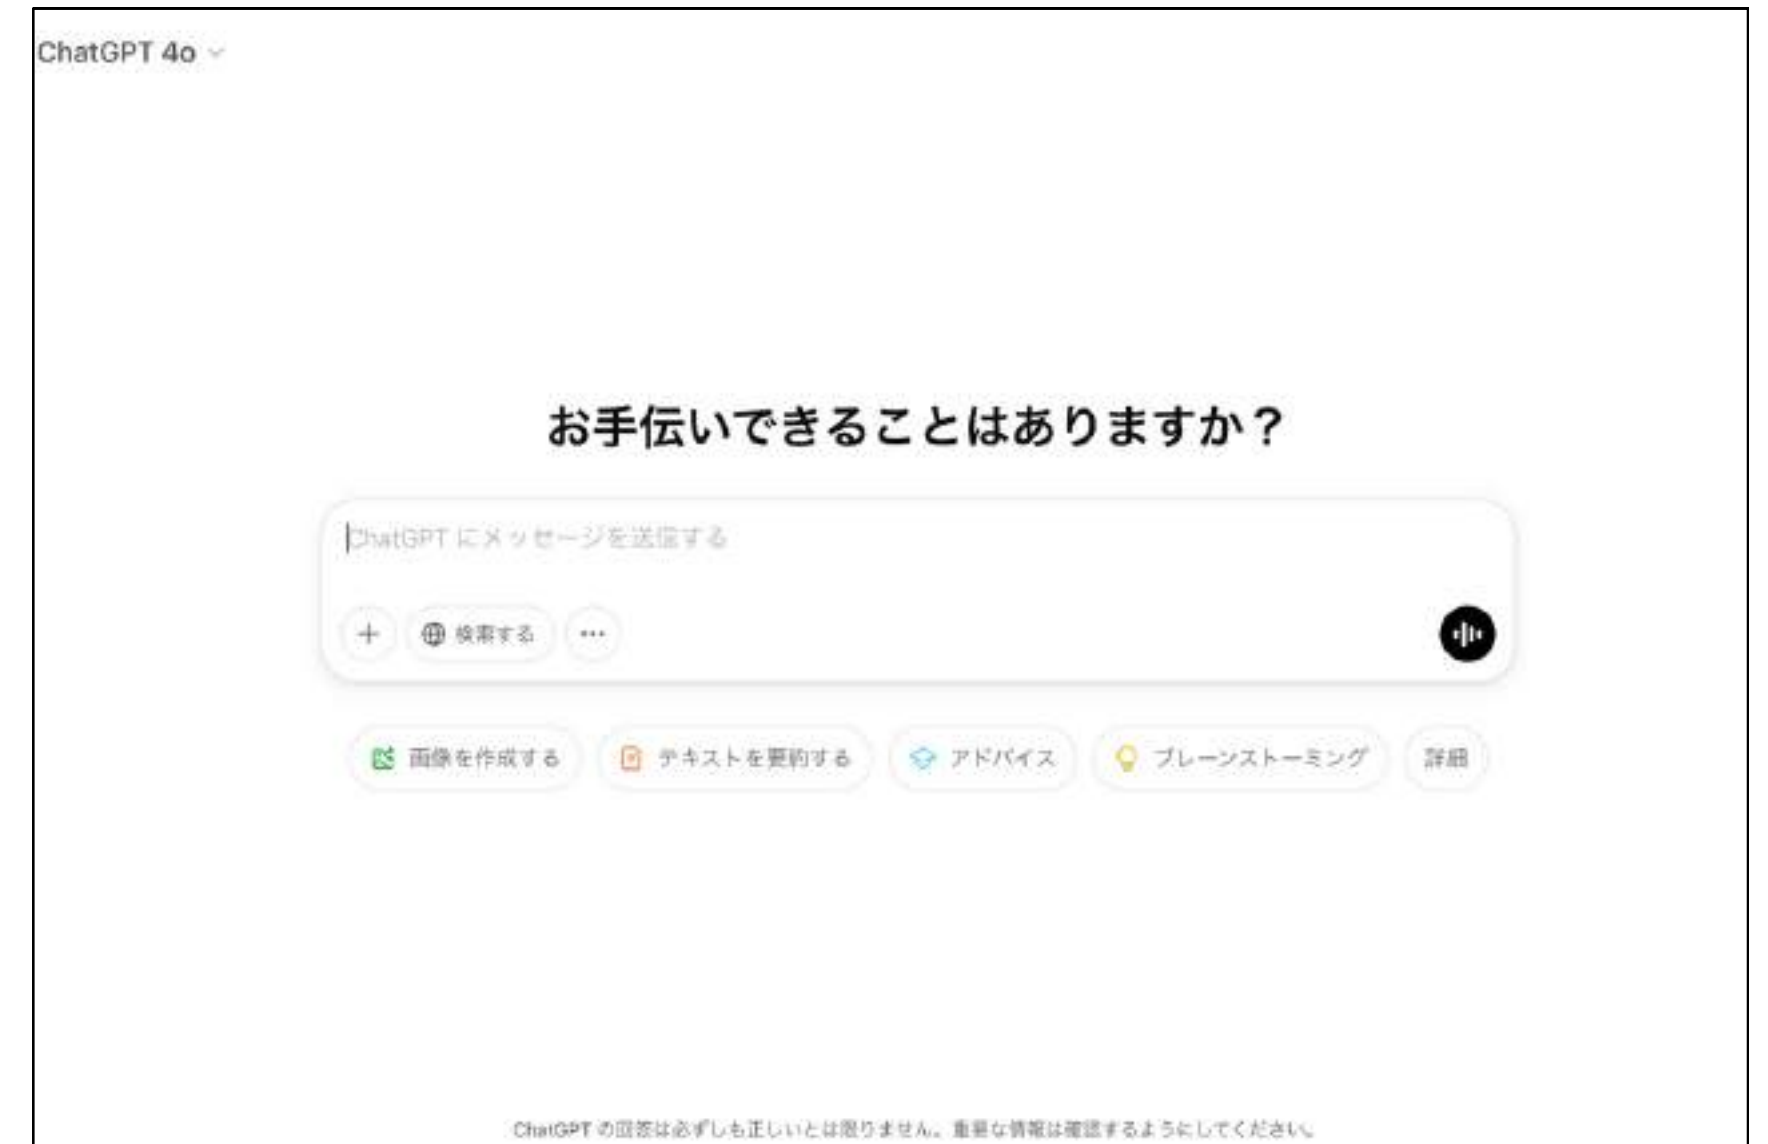 ChatGPT 4o
お手伝いできることはありますか？
ChatGPT にメッセージを送信する
検索する
画像を作成する テキストを要約する アドバイス ブレーンストーミング 詳細
ChatGPT の回答は必ずしも正しいとは限りません。重要な情報は確認するようにしてください。